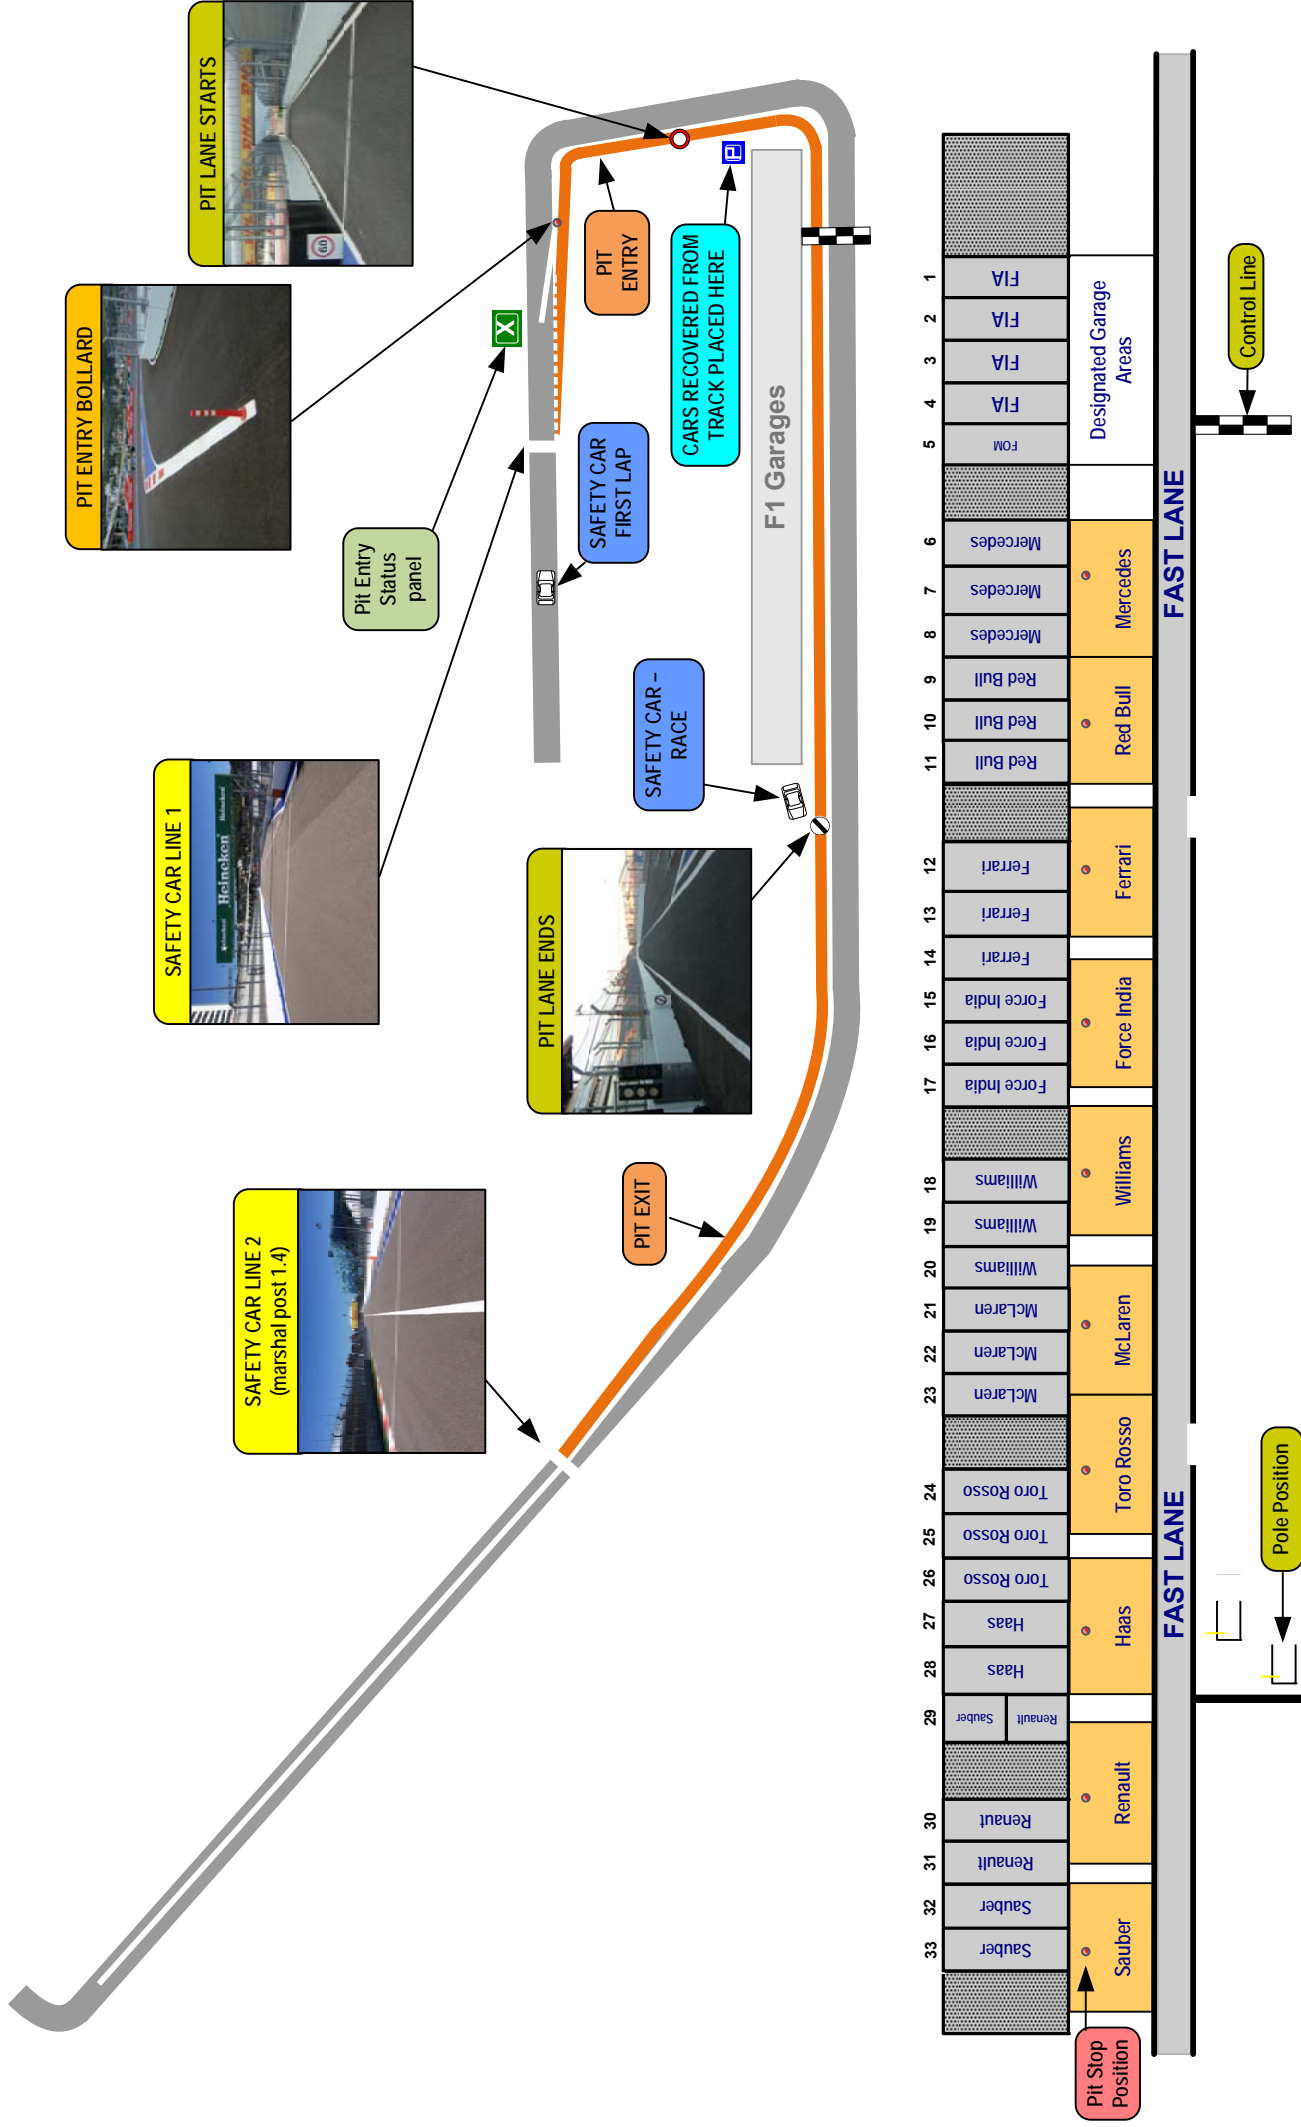 PIT LANE STARTS
60
PIT ENTRY BOLLARD
SAFETY CAR LINE 1
Heineken
Heineken
Heineken
SAFETY CAR LINE 2
(marshal post 1.4)
PIT LANE ENDS
Pit Entry
Status
panel
X
PIT
ENTRY
SAFETY CAR
FIRST LAP
CARS RECOVERED FROM
TRACK PLACED HERE
P
SAFETY CAR –
RACE
F1 Garages
PIT EXIT
1
2
3
4
5
6
7
8
9
10
11
12
13
14
15
16
17
18
19
20
21
22
23
24
25
26
27
28
29
30
31
32
33
FIA
FIA
FIA
FIA
FOM
Mercedes
Mercedes
Mercedes
Red Bull
Red Bull
Red Bull
Ferrari
Ferrari
Ferrari
Force India
Force India
Force India
Williams
Williams
Williams
McLaren
McLaren
McLaren
Toro Rosso
Toro Rosso
Toro Rosso
Haas
Haas
Sauber
Renault
Renaut
Renault
Sauber
Sauber
Designated Garage
Areas
Mercedes
Red Bull
Ferrari
Force India
Williams
McLaren
Toro Rosso
Haas
Renault
Sauber
FAST LANE
FAST LANE
Control Line
Pole Position
Pit Stop
Position